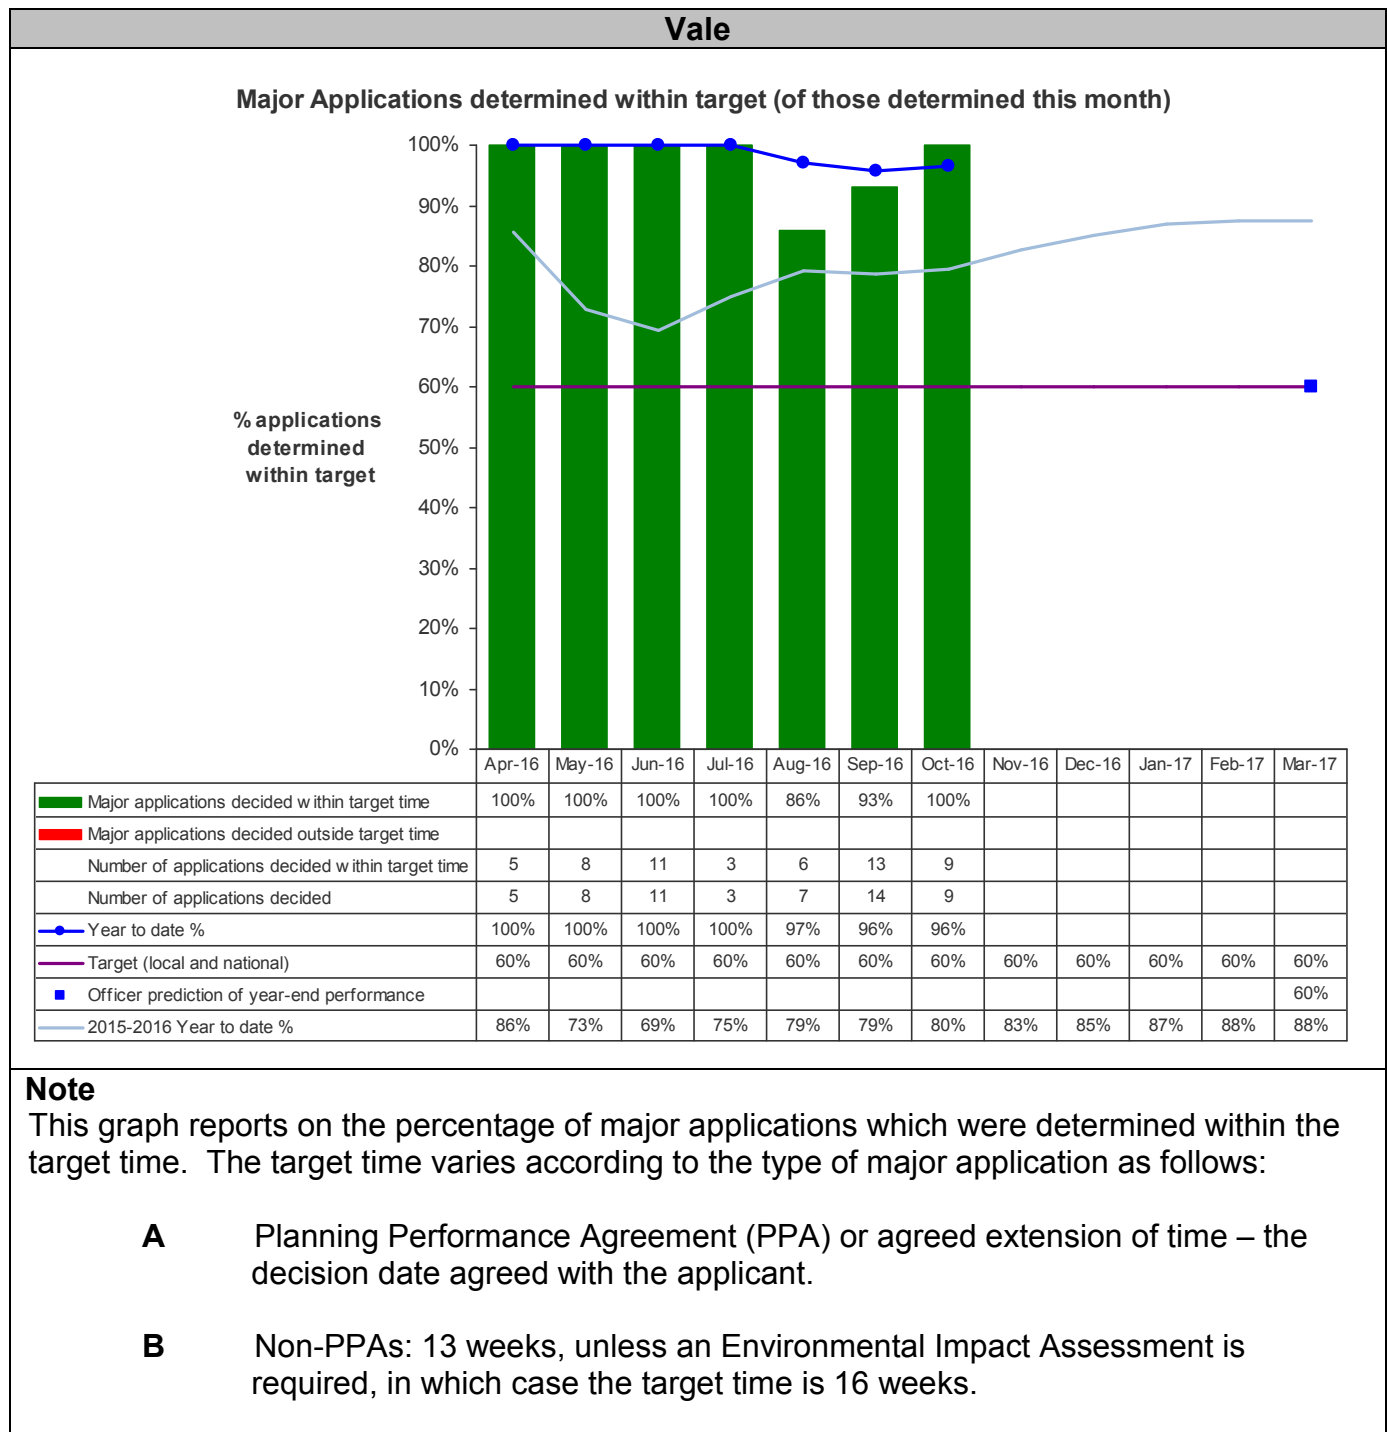 Vale
Major Applications determined within target (of those determined this month)
100%
90%
80%
70%
60%
50%
40%
30%
20%
10%
0%
% applications
determined
within target
Apr-16 May-16 Jun-16 Jul-16 Aug-16 Sep-16 Oct-16 Nov-16 Dec-16 Jan-17 Feb-17 Mar-17
Major applications decided within target time 100% 100% 100% 100% 86% 93% 100%
Major applications decided outside target time
Number of applications decided within target time 5 8 11 3 6 13 9
Number of applications decided 5 8 11 3 7 14 9
Year to date % 100% 100% 100% 100% 97% 96% 96%
Target (local and national) 60% 60% 60% 60% 60% 60% 60% 60% 60% 60% 60% 60%
Officer prediction of year-end performance 60%
2015-2016 Year to date % 86% 73% 69% 75% 79% 79% 80% 83% 85% 87% 88% 88%
Note
This graph reports on the percentage of major applications which were determined within the
target time. The target time varies according to the type of major application as follows:
A Planning Performance Agreement (PPA) or agreed extension of time – the
decision date agreed with the applicant.
B Non-PPAs: 13 weeks, unless an Environmental Impact Assessment is
required, in which case the target time is 16 weeks.